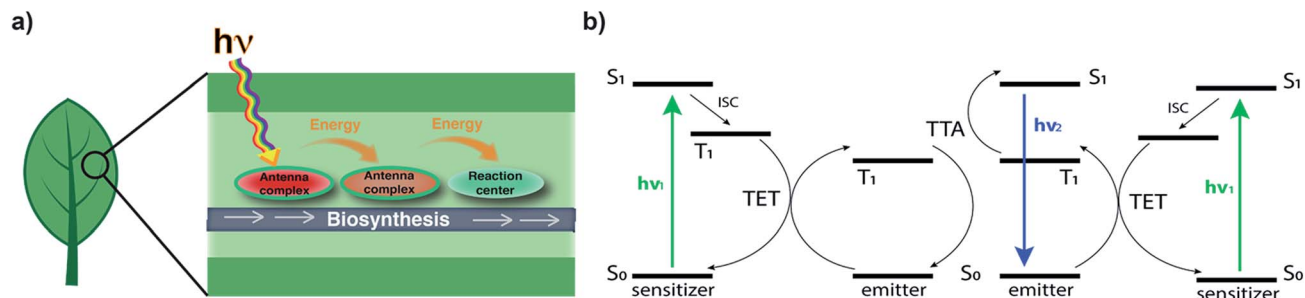 a)
hν
Energy
Energy
Antenna
complex
Antenna
complex
Reaction
center
Biosynthesis
b)
S₁
ISC
T₁
hν₁
TET
S₀
sensitizer
T₁
emitter
TTA
S₁
hν₂
T₁
S₀
emitter
TET
S₁
ISC
hν₁
S₀
sensitizer